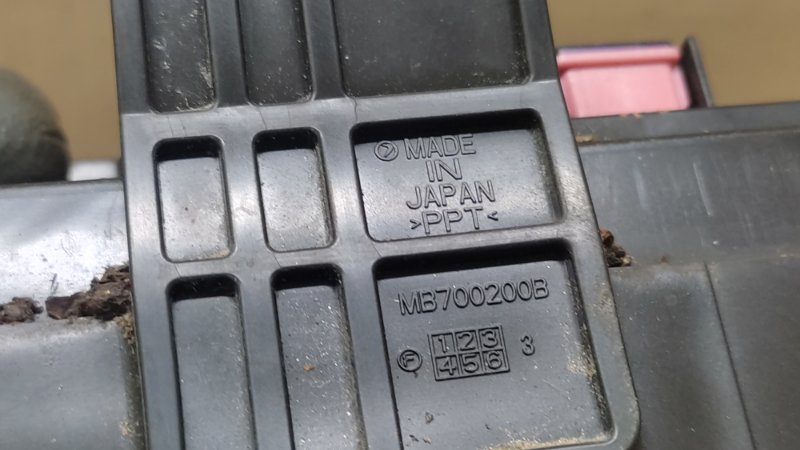 MADE
IN
JAPAN
>PPT<
MB700200B
123
F 456 3